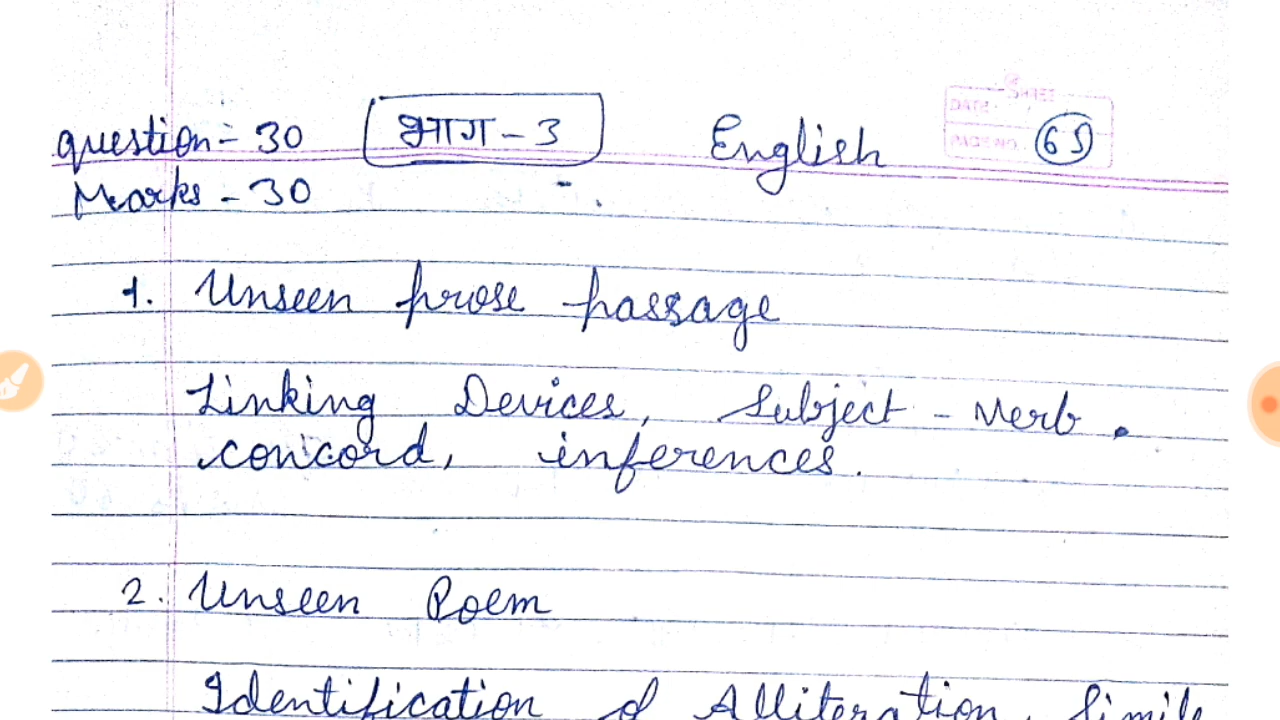 question - 30 भाग - 3 English 65
Marks - 30
1. Unseen prose passage
Linking Devices, Subject - Verb
concord, inferences.
2. Unseen Poem
Identification of Alliteration, Simile